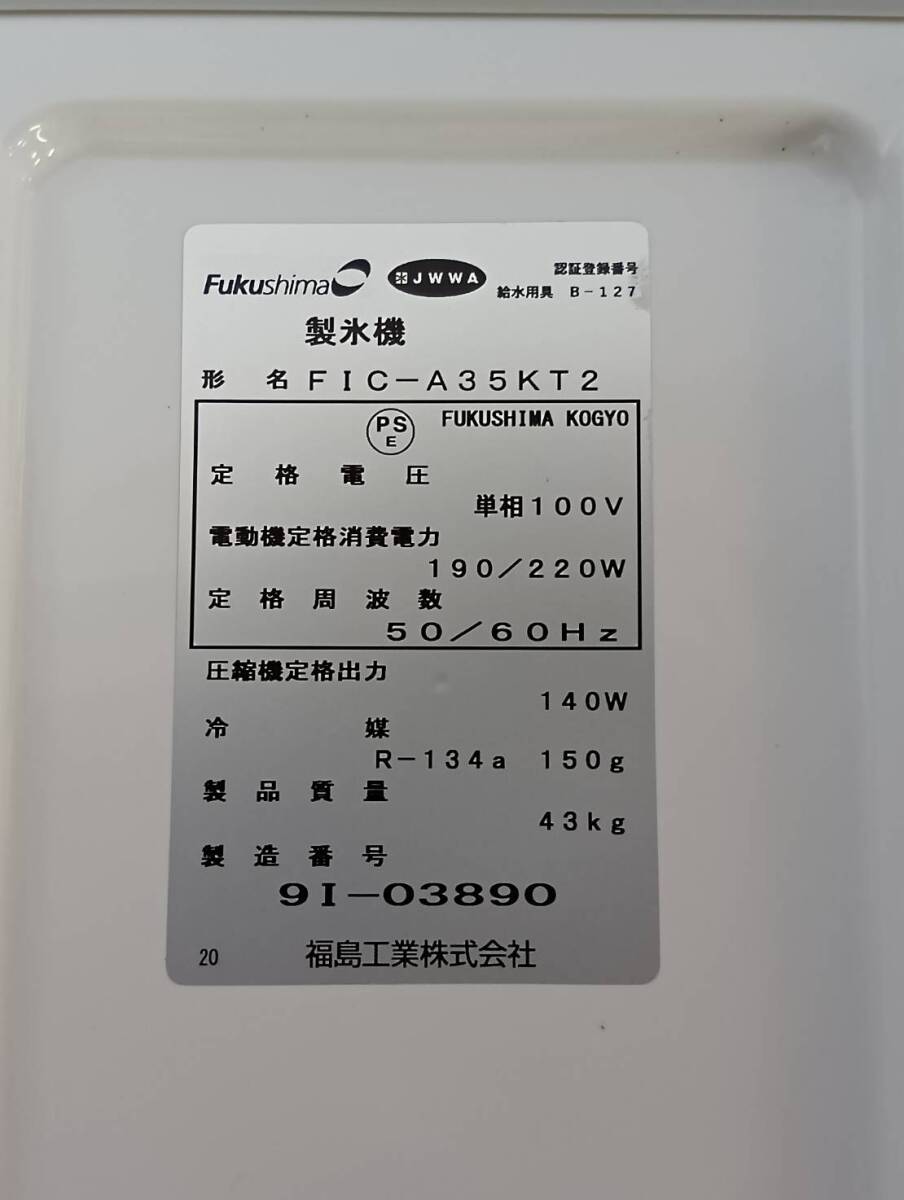 Fukushima JWWA 認証登録番号
給水用具 B-127
製氷機
形名 FIC-A35KT2
PSE FUKUSHIMA KOGYO
定格電圧
単相100V
電動機定格消費電力
190/220W
定格周波数
50/60Hz
圧縮機定格出力
140W
冷媒
R-134a 150g
製品質量
43kg
製造番号
9I-03890
20 福島工業株式会社